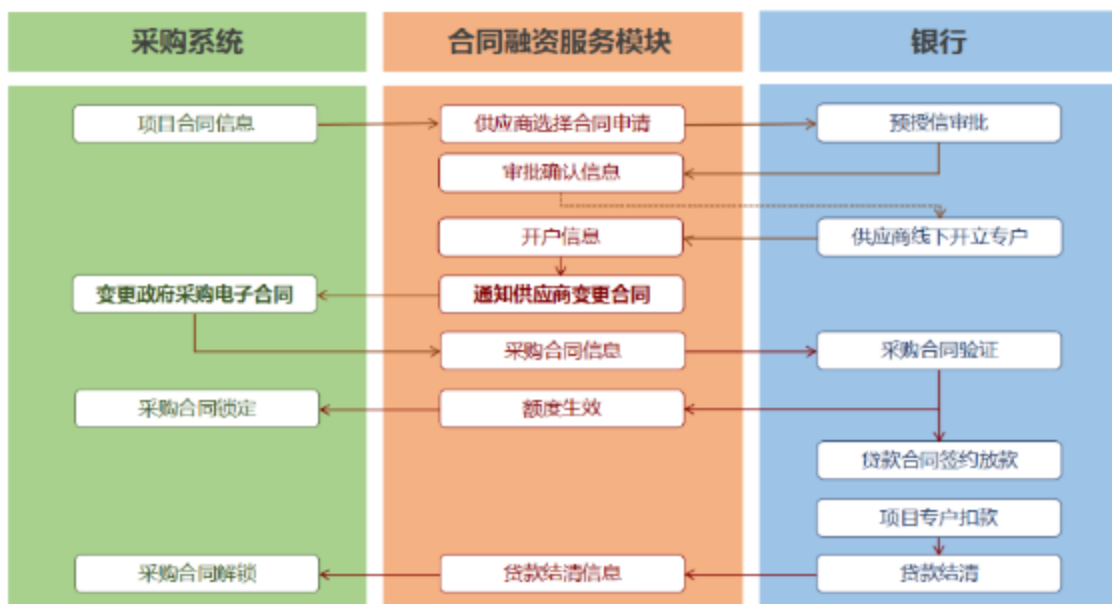 采购系统
合同融资服务模块
银行
项目合同信息
供应商选择合同申请
预授信审批
审批确认信息
开户信息
供应商线下开立专户
变更政府采购电子合同
通知供应商变更合同
采购合同信息
采购合同验证
采购合同锁定
额度生效
贷款合同签约放款
项目专户扣款
采购合同解锁
贷款结清信息
贷款结清